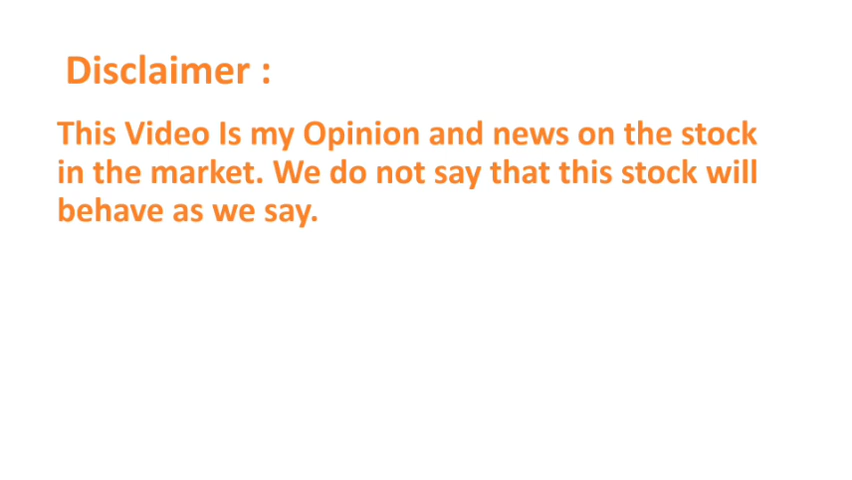 Disclaimer :
This Video Is my Opinion and news on the stock
in the market. We do not say that this stock will
behave as we say.